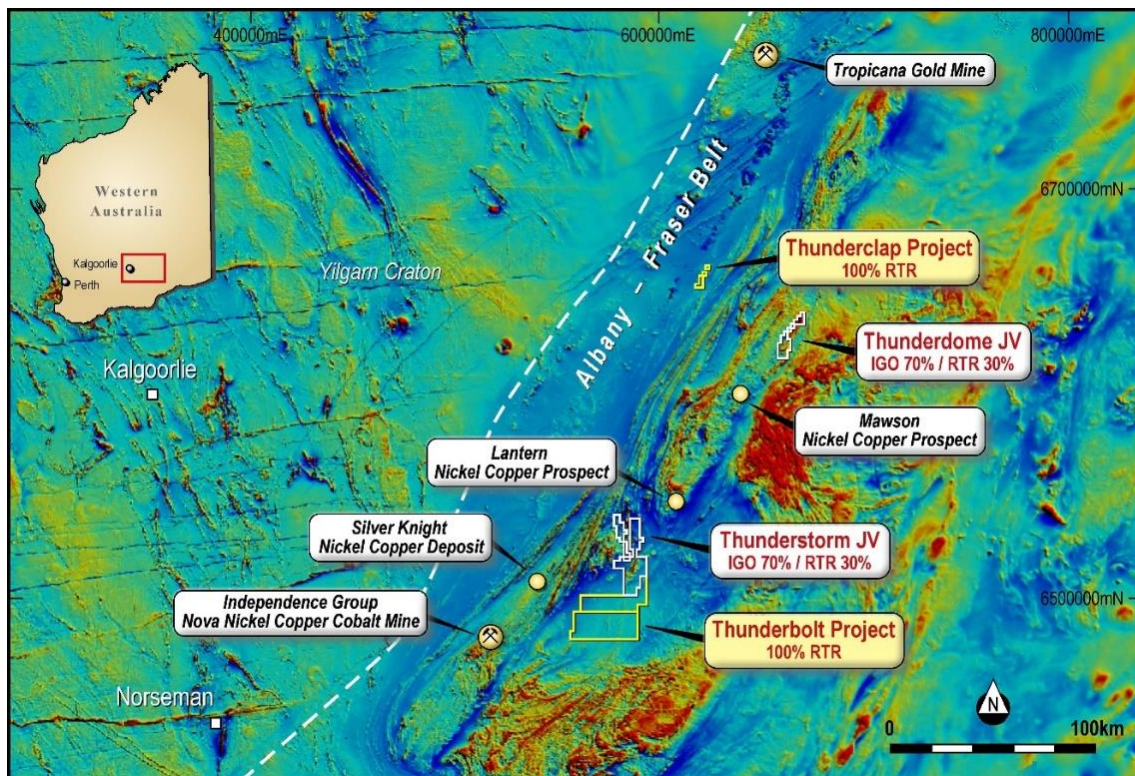 400000mE
600000mE
800000mE
Tropicana Gold Mine
Western
Australia
Kalgoorlie
Perth
6700000mN
Yilgarn Craton
Albany - Fraser Belt
Thunderclap Project
100% RTR
Thunderdome JV
IGO 70% / RTR 30%
Kalgoorlie
Mawson
Nickel Copper Prospect
Lantern
Nickel Copper Prospect
Silver Knight
Nickel Copper Deposit
Thunderstorm JV
IGO 70% / RTR 30%
Independence Group
Nova Nickel Copper Cobalt Mine
6500000mN
Thunderbolt Project
100% RTR
Norseman
N
0
100km